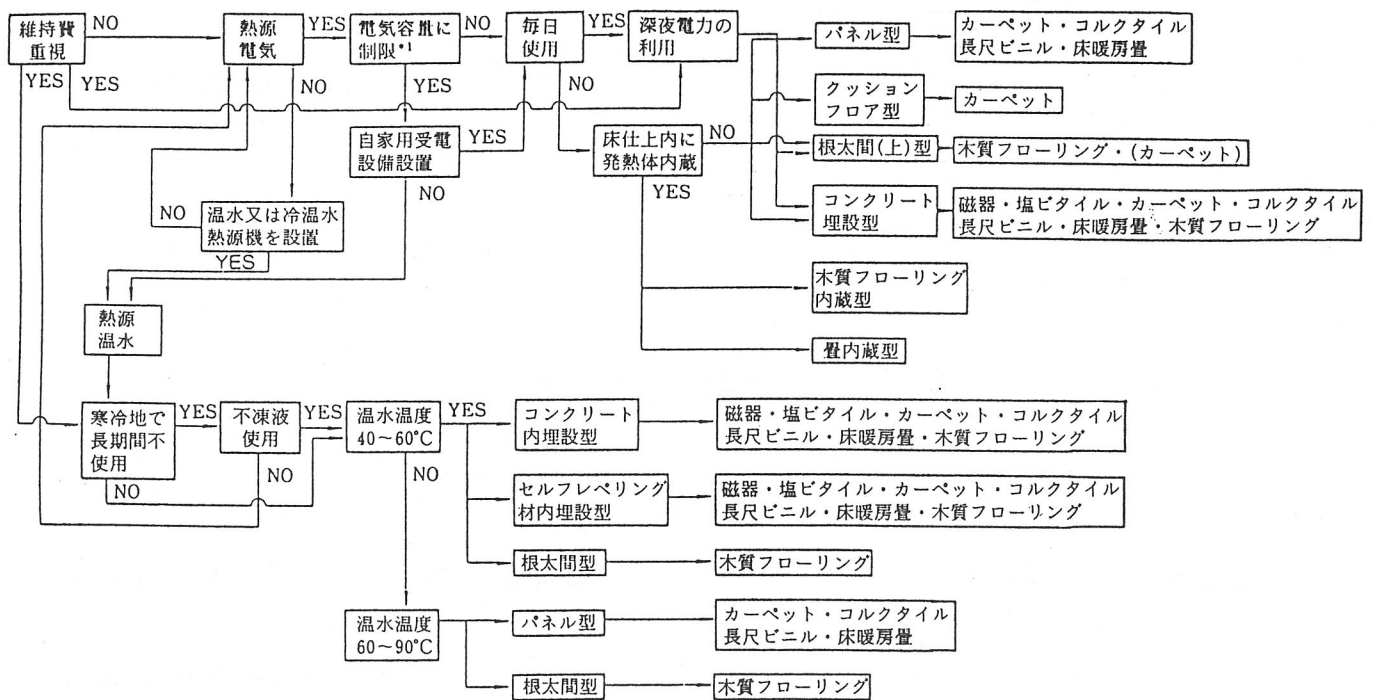 維持費
重視
NO
YES
YES
熱源
電気
YES
NO
電気容量に
制限*1
NO
YES
毎日
使用
YES
NO
深夜電力の
利用
パネル型
カーペット・コルクタイル
長尺ビニル・床暖房畳
クッション
フロア型
カーペット
自家用受電
設備設置
YES
NO
床仕上内に
発熱体内蔵
NO
YES
根太間(上)型
木質フローリング・(カーペット)
コンクリート
埋設型
磁器・塩ビタイル・カーペット・コルクタイル
長尺ビニル・床暖房畳・木質フローリング
NO
温水又は冷温水
熱源機を設置
YES
木質フローリング
内蔵型
畳内蔵型
熱源
温水
寒冷地で
長期間不
使用
YES
NO
不凍液
使用
YES
NO
温水温度
40~60℃
YES
NO
コンクリート
内埋設型
磁器・塩ビタイル・カーペット・コルクタイル
長尺ビニル・床暖房畳・木質フローリング
セルフレベリング
材内埋設型
磁器・塩ビタイル・カーペット・コルクタイル
長尺ビニル・床暖房畳・木質フローリング
根太間型
木質フローリング
温水温度
60~90℃
パネル型
カーペット・コルクタイル
長尺ビニル・床暖房畳
根太間型
木質フローリング